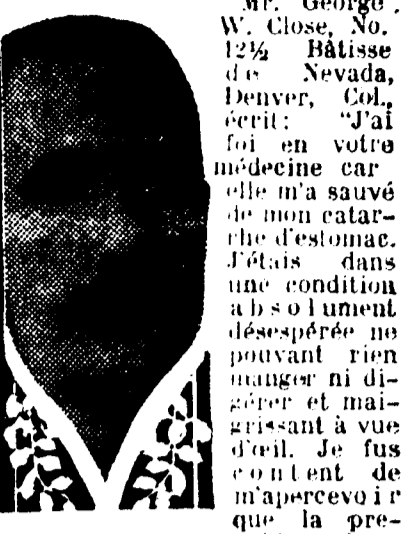 Mr. George
W. Close, No.
12½ Bâtisse
de Nevada,
Denver, Col.,
écrit: "J'ai
foi en votre
médecine car
elle m'a sauvé
de mon catar-
rhe d'estomac.
J'étais dans
une condition
absolument
désespérée ne
pouvant rien
manger ni di-
gérer et mai-
grissant à vue
d'œil. Je fus
content de
m'apercevoir
que la pre-